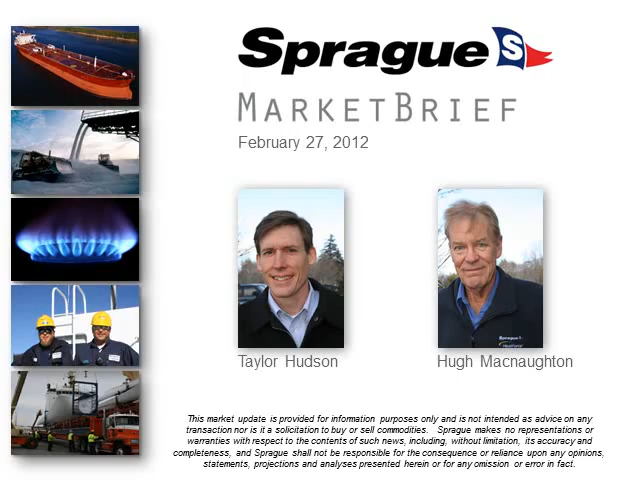 Sprague S
MARKETBRIEF
February 27, 2012
Sprague
Taylor Hudson
Hugh Macnaughton
This market update is provided for information purposes only and is not intended as advice on any
transaction nor is it a solicitation to buy or sell commodities. Sprague makes no representations or
warranties with respect to the contents of such news, including, without limitation, its accuracy and
completeness, and Sprague shall not be responsible for the consequence or reliance upon any opinions,
statements, projections and analyses presented herein or for any omission or error in fact.